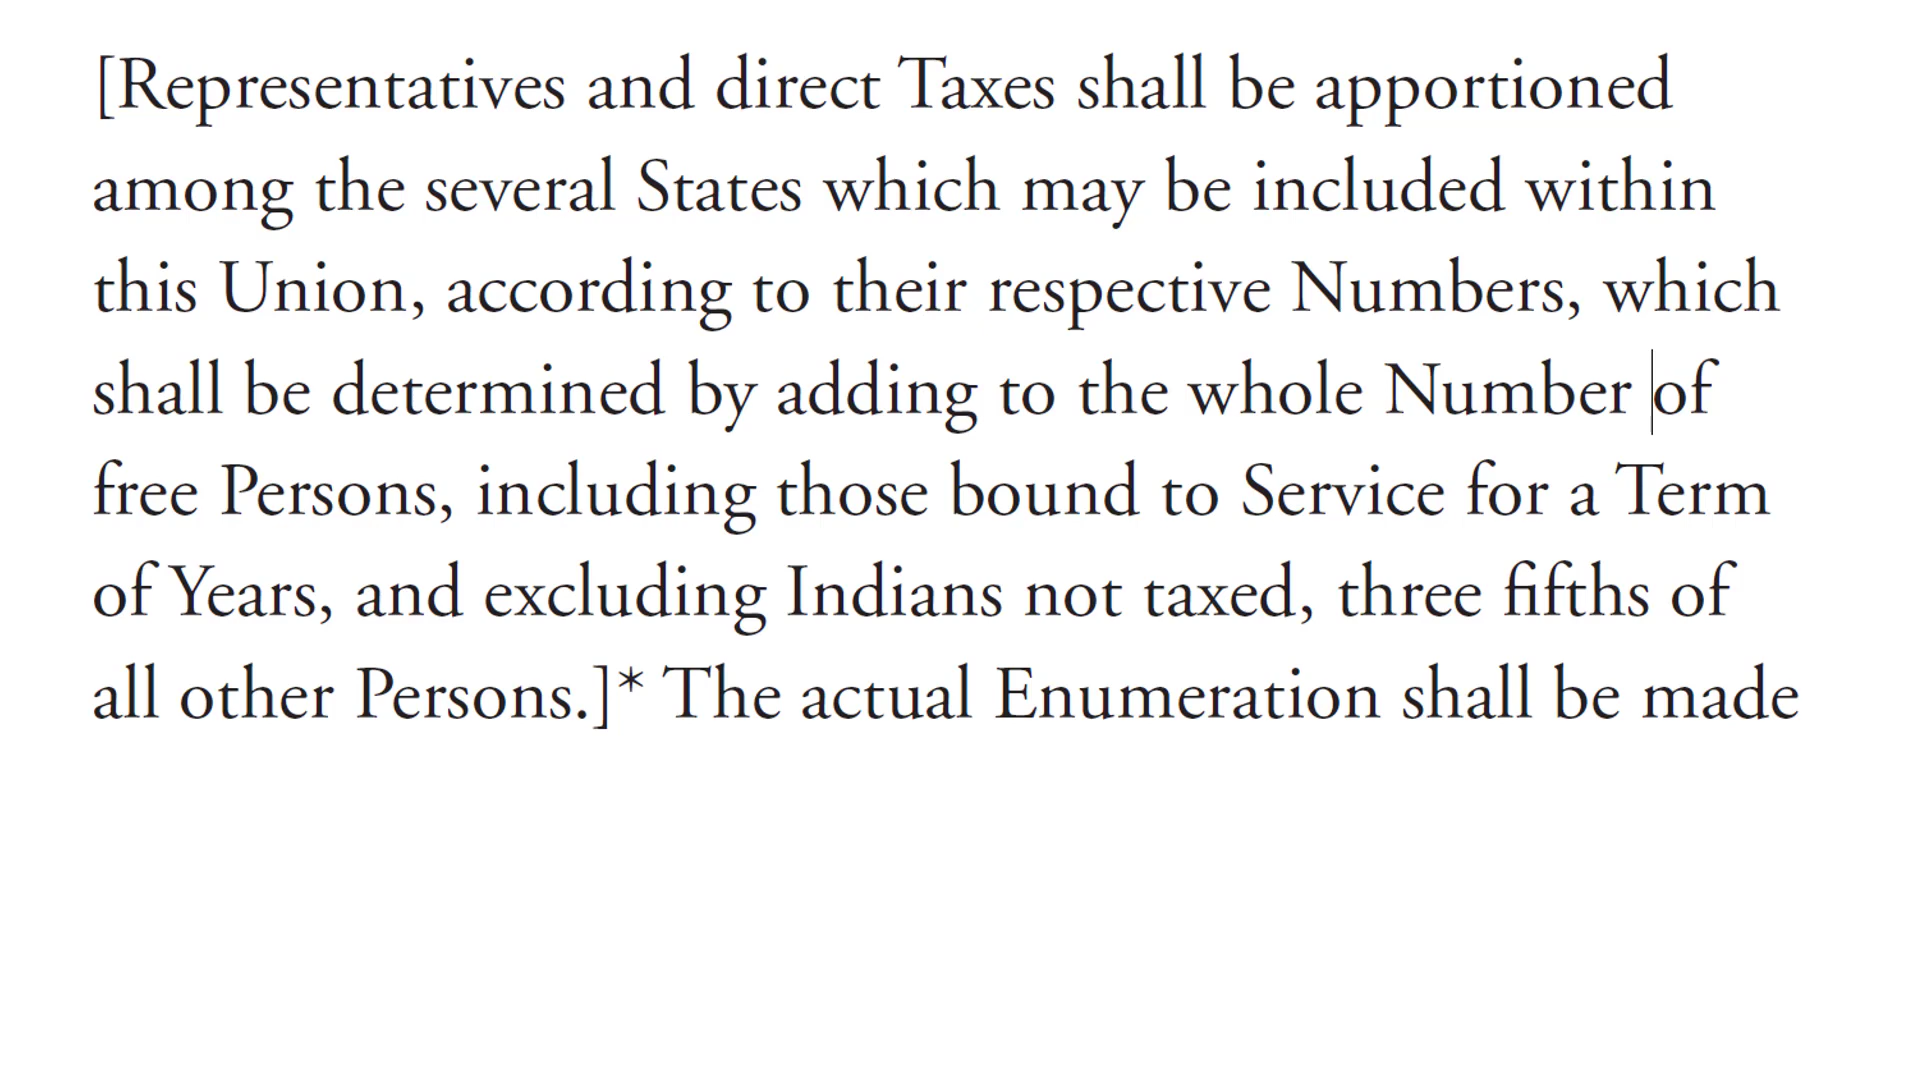 [Representatives and direct Taxes shall be apportioned
among the several States which may be included within
this Union, according to their respective Numbers, which
shall be determined by adding to the whole Number of
free Persons, including those bound to Service for a Term
of Years, and excluding Indians not taxed, three fifths of
all other Persons.]* The actual Enumeration shall be made